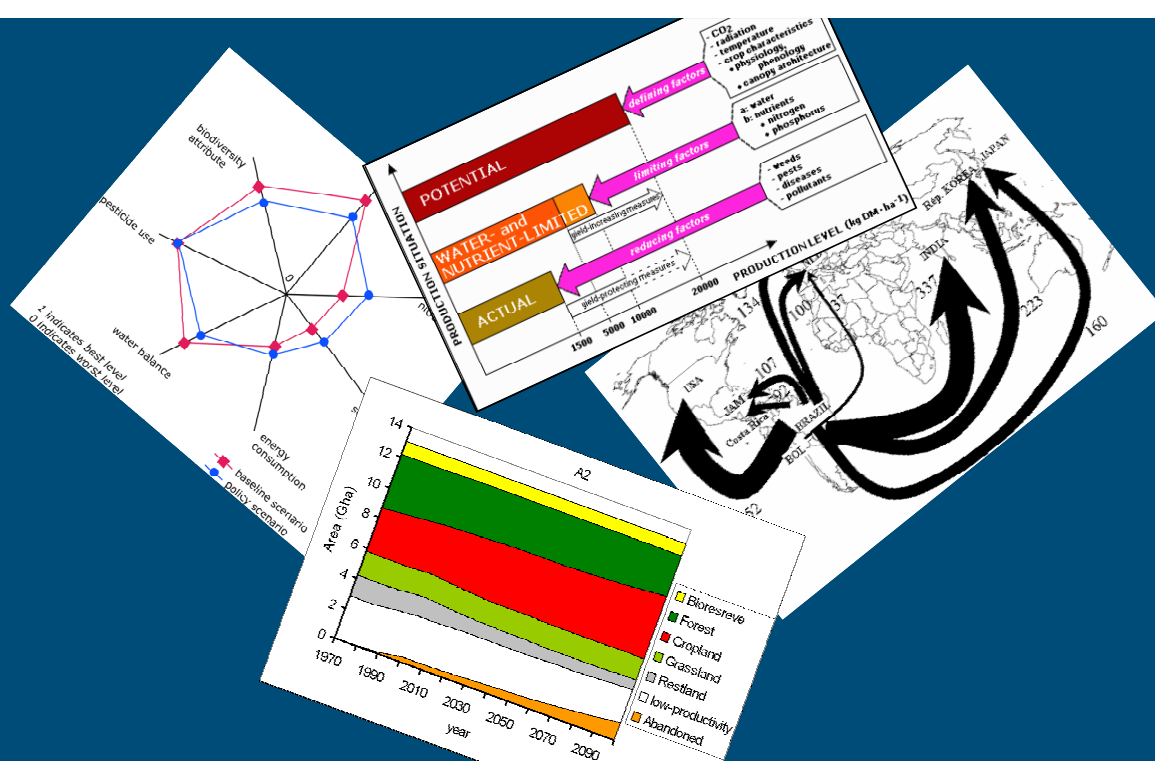 biodiversity
attribute
pesticide use
0
water balance
energy
consumption
1 indicates best level
0 indicates worst level
baseline scenario
policy scenario
PRODUCTION SITUATION
POTENTIAL
WATER- and
NUTRIENT-LIMITED
ACTUAL
defining factors
limiting factors
reducing factors
yield-increasing measures
yield-protecting measures
- CO2
- radiation
- temperature
- crop characteristics
• physiology,
phenology
• canopy architecture
a: water
b: nutrients
• nitrogen
• phosphorus
- weeds
- pests
- diseases
- pollutants
1500
5000
10000
20000
PRODUCTION LEVEL (kg DM·ha-1)
JAPAN
Rép. KOREA
INDIA
USA
JAM
Costa Rica
BRAZIL
BOL
134
100
37
337
223
160
107
92
52
A2
Area (Gha)
14
12
10
8
6
4
2
0
1970
1990
2010
2030
2050
2070
2090
year
Bioresreve
Forest
Cropland
Grassland
Restland
low-productivity
Abandoned